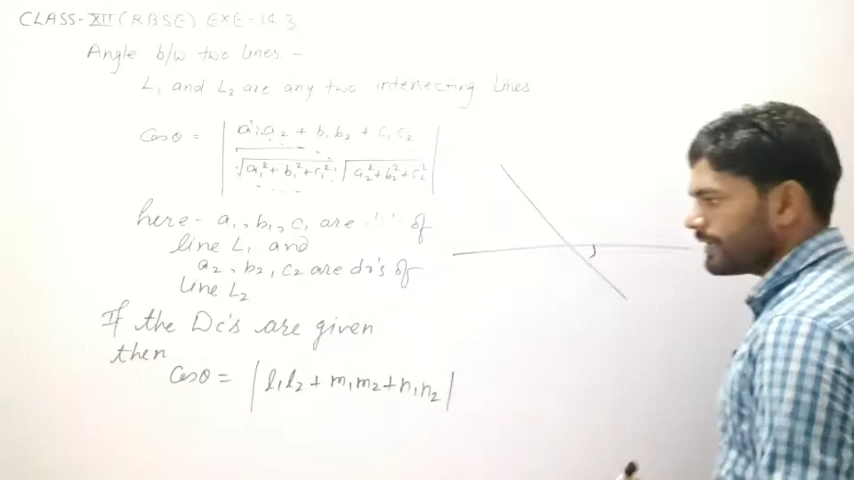 CLASS-XII (RBSE) EXE-14.3
Angle b/w two lines -
L₁ and L₂ are any two intersecting lines
Cosθ = | a₁a₂ + b₁b₂ + c₁c₂ / √a₁²+b₁²+c₁² √a₂²+b₂²+c₂² |
here- a₁, b₁, c₁ are of
line L₁ and
a₂, b₂, c₂ are dr's of
line L₂
If the Dc's are given
then
Cosθ = | l₁l₂ + m₁m₂ + n₁n₂ |